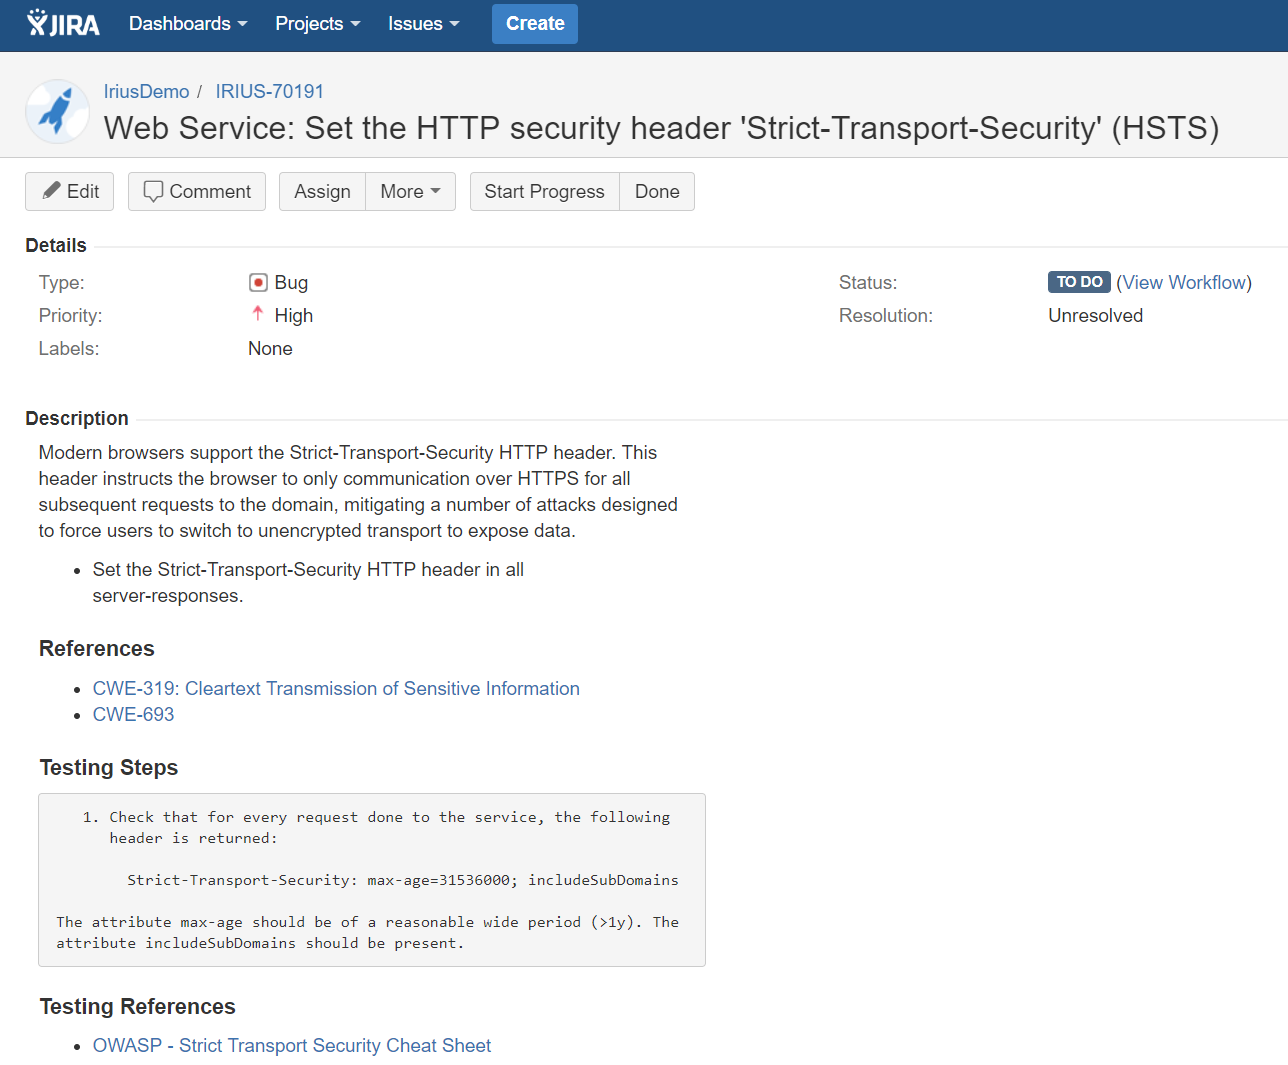 JIRA Dashboards Projects Issues Create
IriusDemo / IRIUS-70191
Web Service: Set the HTTP security header 'Strict-Transport-Security' (HSTS)
Edit Comment Assign More Start Progress Done
Details
Type: Bug Status: TO DO (View Workflow)
Priority: High Resolution: Unresolved
Labels: None
Description
Modern browsers support the Strict-Transport-Security HTTP header. This
header instructs the browser to only communication over HTTPS for all
subsequent requests to the domain, mitigating a number of attacks designed
to force users to switch to unencrypted transport to expose data.
• Set the Strict-Transport-Security HTTP header in all
server-responses.
References
• CWE-319: Cleartext Transmission of Sensitive Information
• CWE-693
Testing Steps
1. Check that for every request done to the service, the following
header is returned:
Strict-Transport-Security: max-age=31536000; includeSubDomains
The attribute max-age should be of a reasonable wide period (>1y). The
attribute includeSubDomains should be present.
Testing References
• OWASP - Strict Transport Security Cheat Sheet